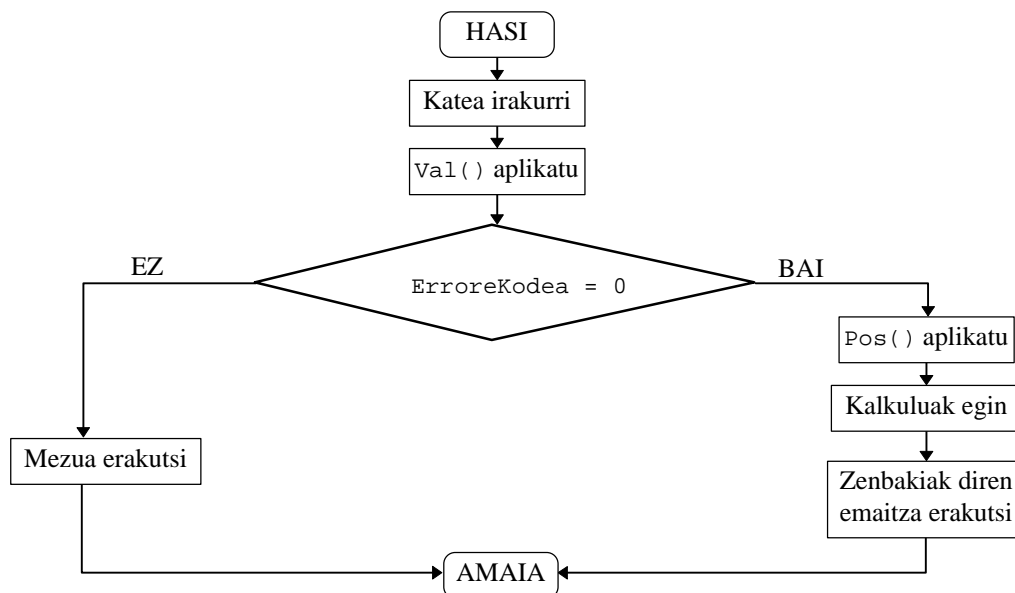 HASI
Katea irakurri
Val() aplikatu
EZ
BAI
ErroreKodea = 0
Pos() aplikatu
Kalkuluak egin
Mezua erakutsi
Zenbakiak diren
emaitza erakutsi
AMAIA